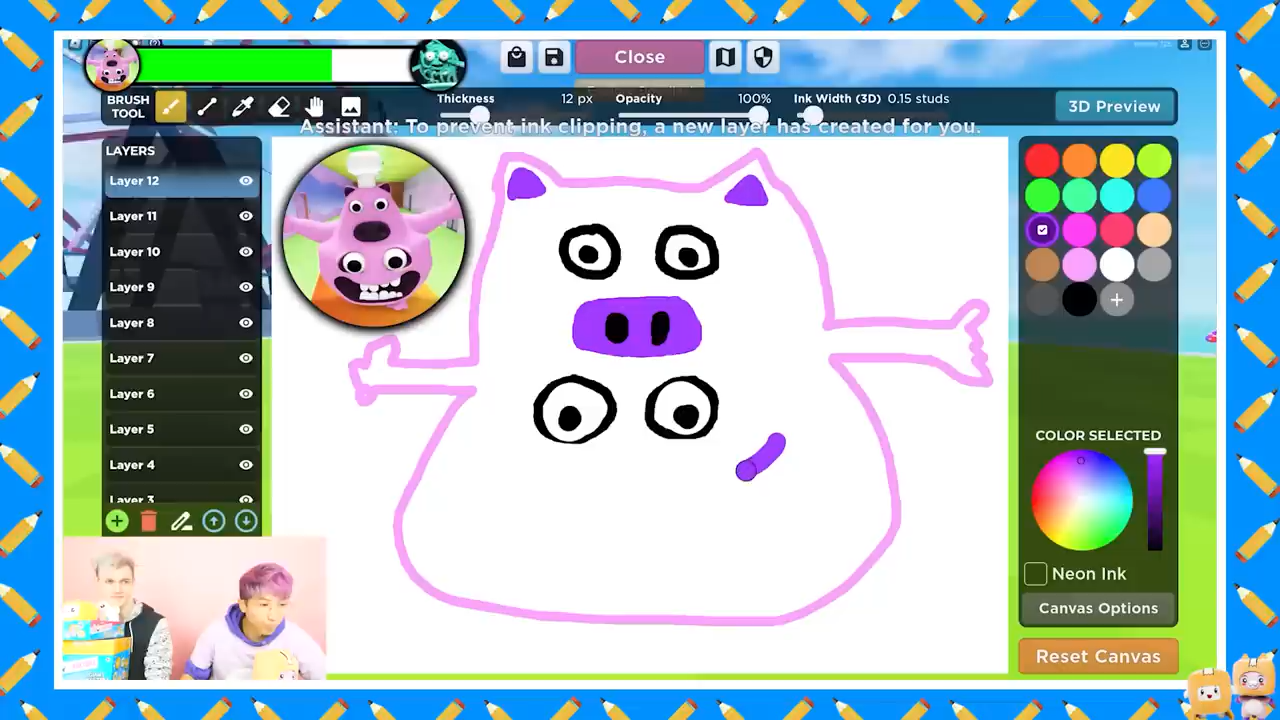 Close
BRUSH
TOOL
Thickness
12 px
Opacity
100%
Ink Width (3D)
0.15 studs
3D Preview
Assistant: To prevent ink clipping, a new layer has created for you.
LAYERS
Layer 12
Layer 11
Layer 10
Layer 9
Layer 8
Layer 7
Layer 6
Layer 5
Layer 4
Layer 3
COLOR SELECTED
Neon Ink
Canvas Options
Reset Canvas